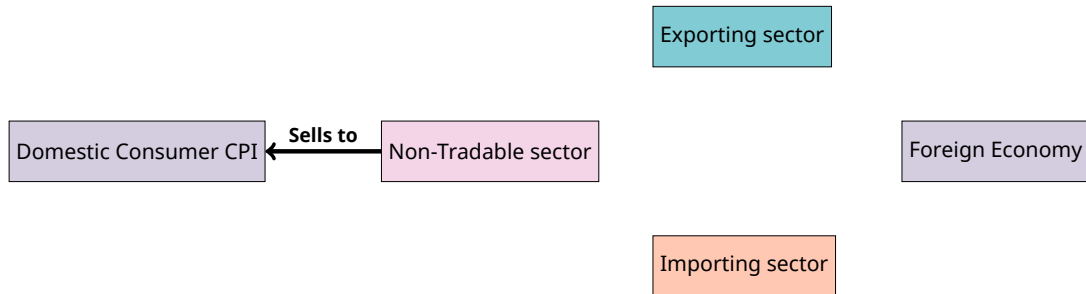 Exporting sector
Sells to
Domestic Consumer CPI
Non-Tradable sector
Foreign Economy
Importing sector